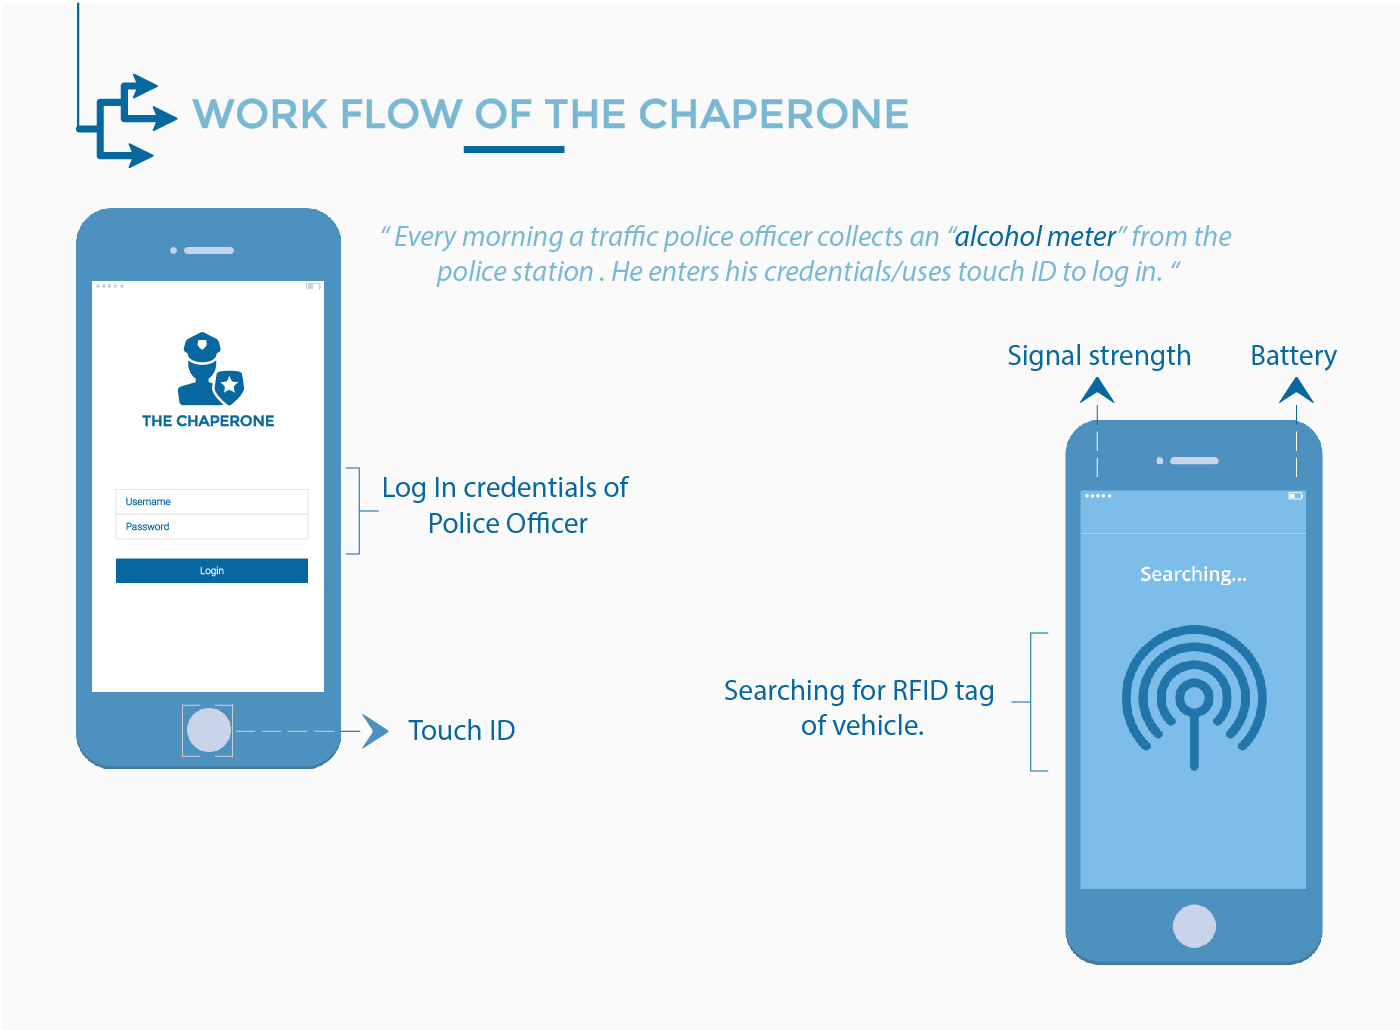 WORK FLOW OF THE CHAPERONE
“ Every morning a traffic police officer collects an “alcohol meter” from the
police station . He enters his credentials/uses touch ID to log in. “
THE CHAPERONE
Username
Password
Login
Log In credentials of
Police Officer
Touch ID
Signal strength
Battery
Searching...
Searching for RFID tag
of vehicle.